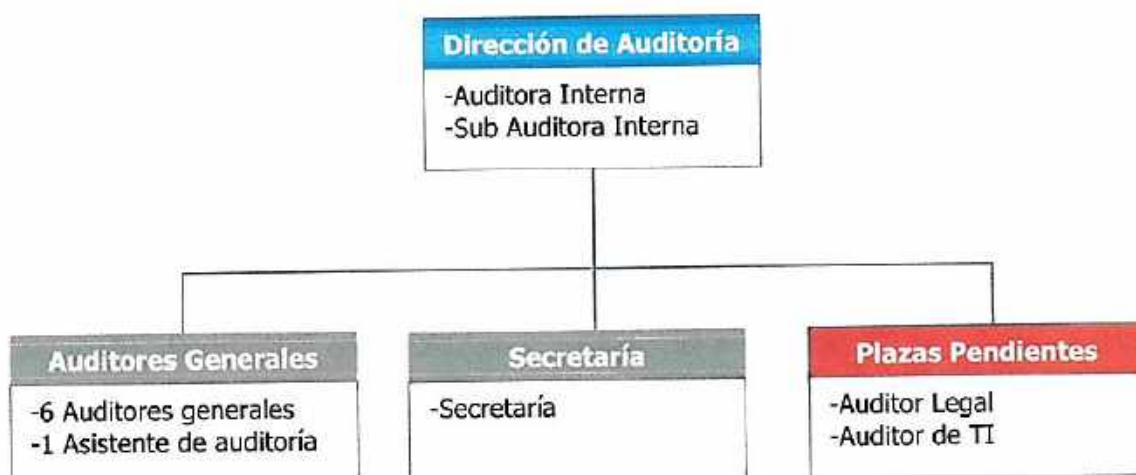 Dirección de Auditoría
-Auditora Interna
-Sub Auditora Interna
Auditores Generales
-6 Auditores generales
-1 Asistente de auditoría
Secretaría
-Secretaría
Plazas Pendientes
-Auditor Legal
-Auditor de TI